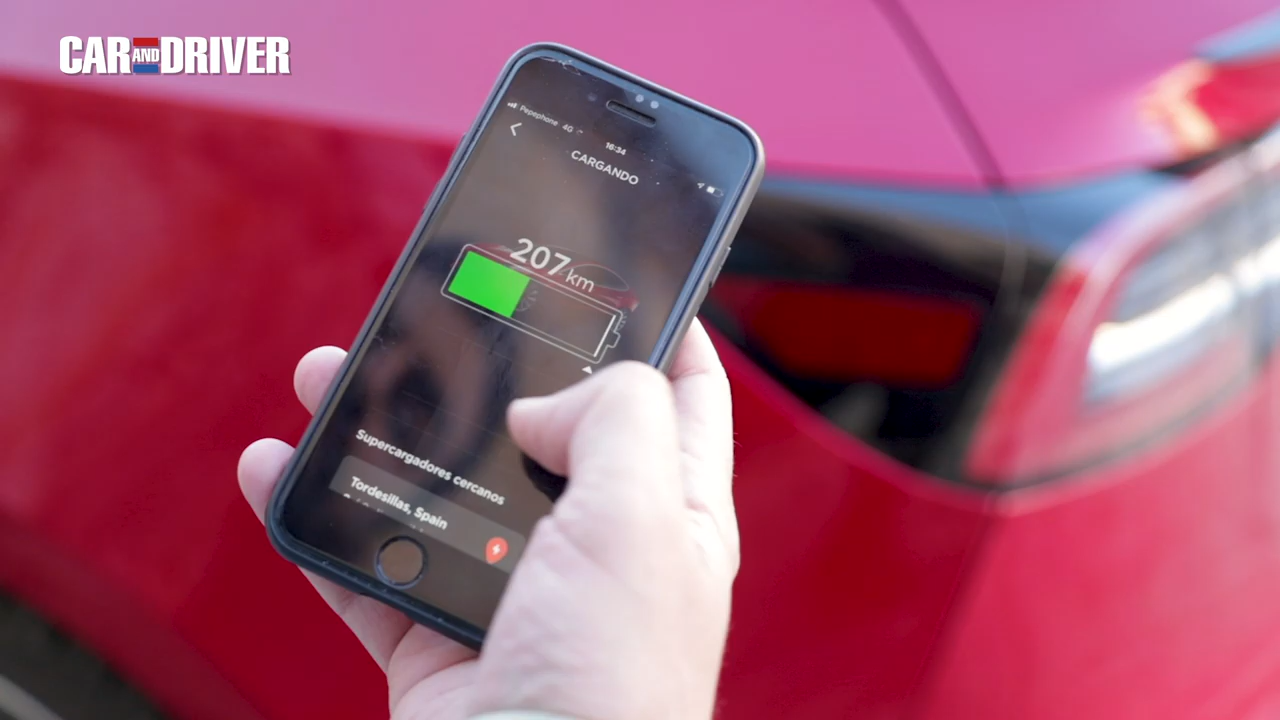 CAR AND DRIVER
Pepephone 4G
16:34
CARGANDO
207 km
Supercargadores cercanos
Tordesillas, Spain